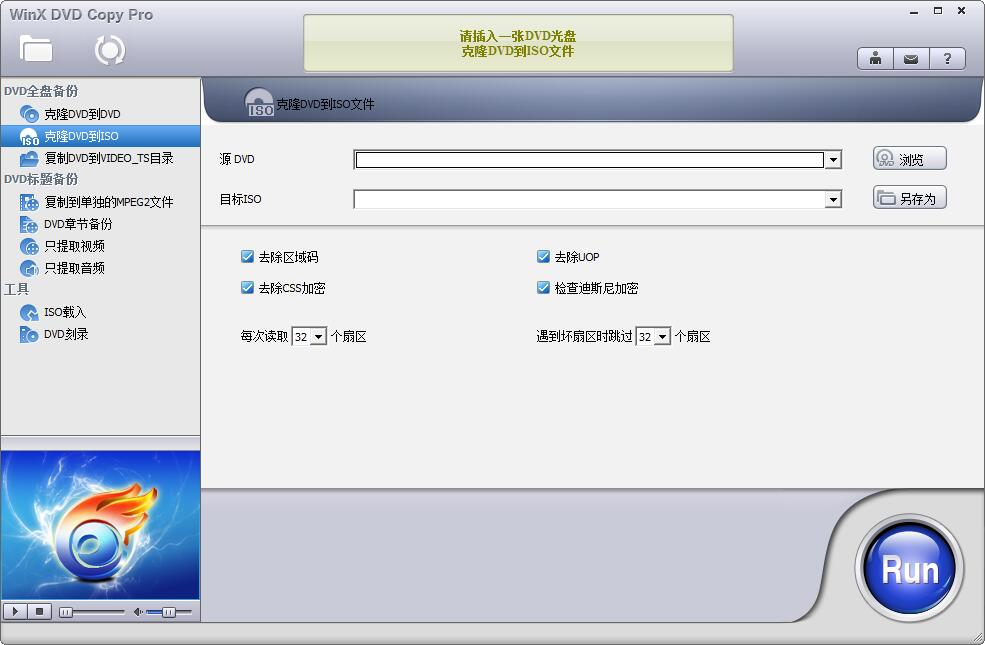 WinX DVD Copy Pro
请插入一张DVD光盘
克隆DVD到ISO文件
?
DVD全盘备份
克隆DVD到DVD
ISO
克隆DVD到ISO
复制DVD到VIDEO_TS目录
DVD标题备份
复制到单独的MPEG2文件
DVD章节备份
只提取视频
只提取音频
工具
ISO载入
DVD刻录
ISO
克隆DVD到ISO文件
源 DVD
DVD
浏览
目标ISO
另存为
去除区域码
去除UOP
去除CSS加密
检查迪斯尼加密
每次读取 32 个扇区
遇到坏扇区时跳过 32 个扇区
Run